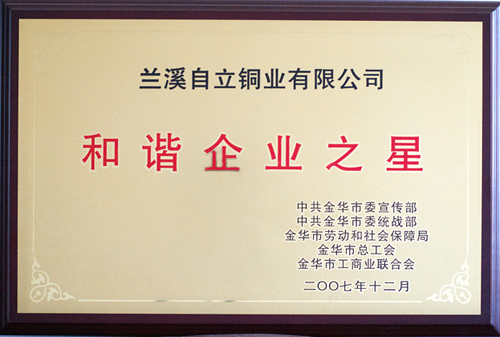 兰溪自立铜业有限公司
和谐企业之星
中共金华市委宣传部
中共金华市委统战部
金华市劳动和社会保障局
金华市总工会
金华市工商业联合会
二〇〇七年十二月